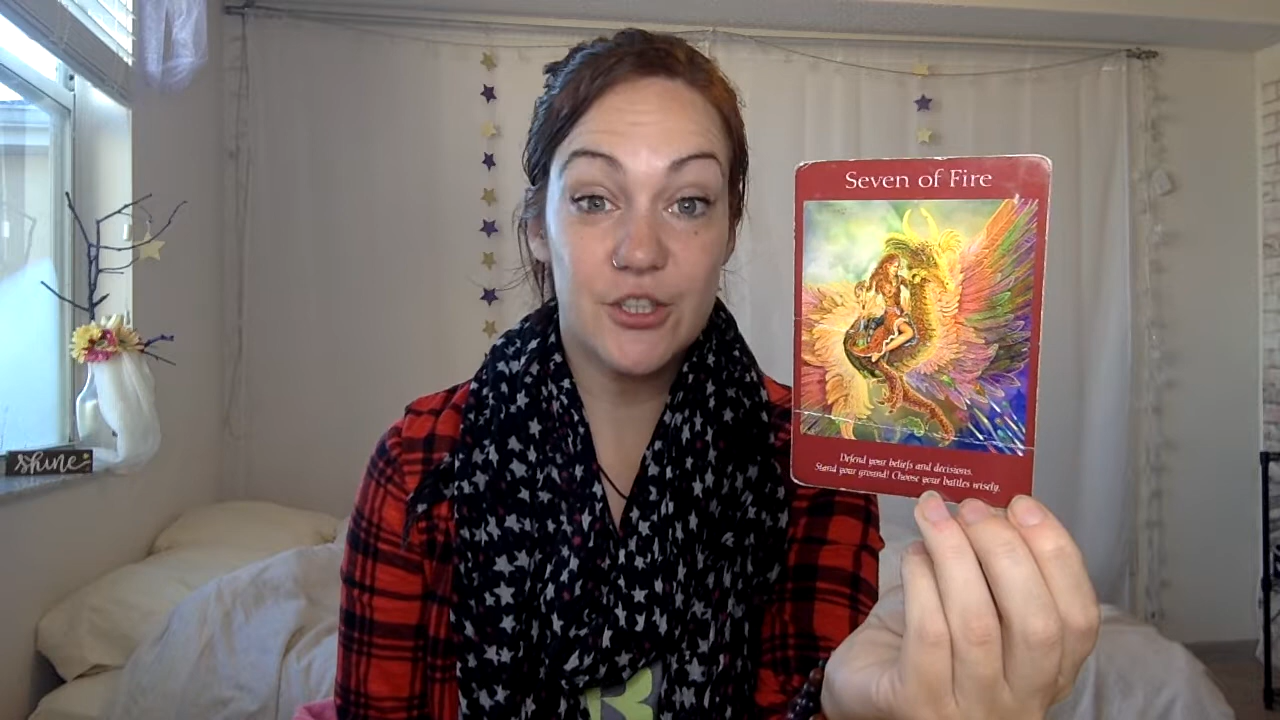 Seven of Fire
Defend your beliefs and decisions.
Stand your ground! Choose your battles wisely.
shine